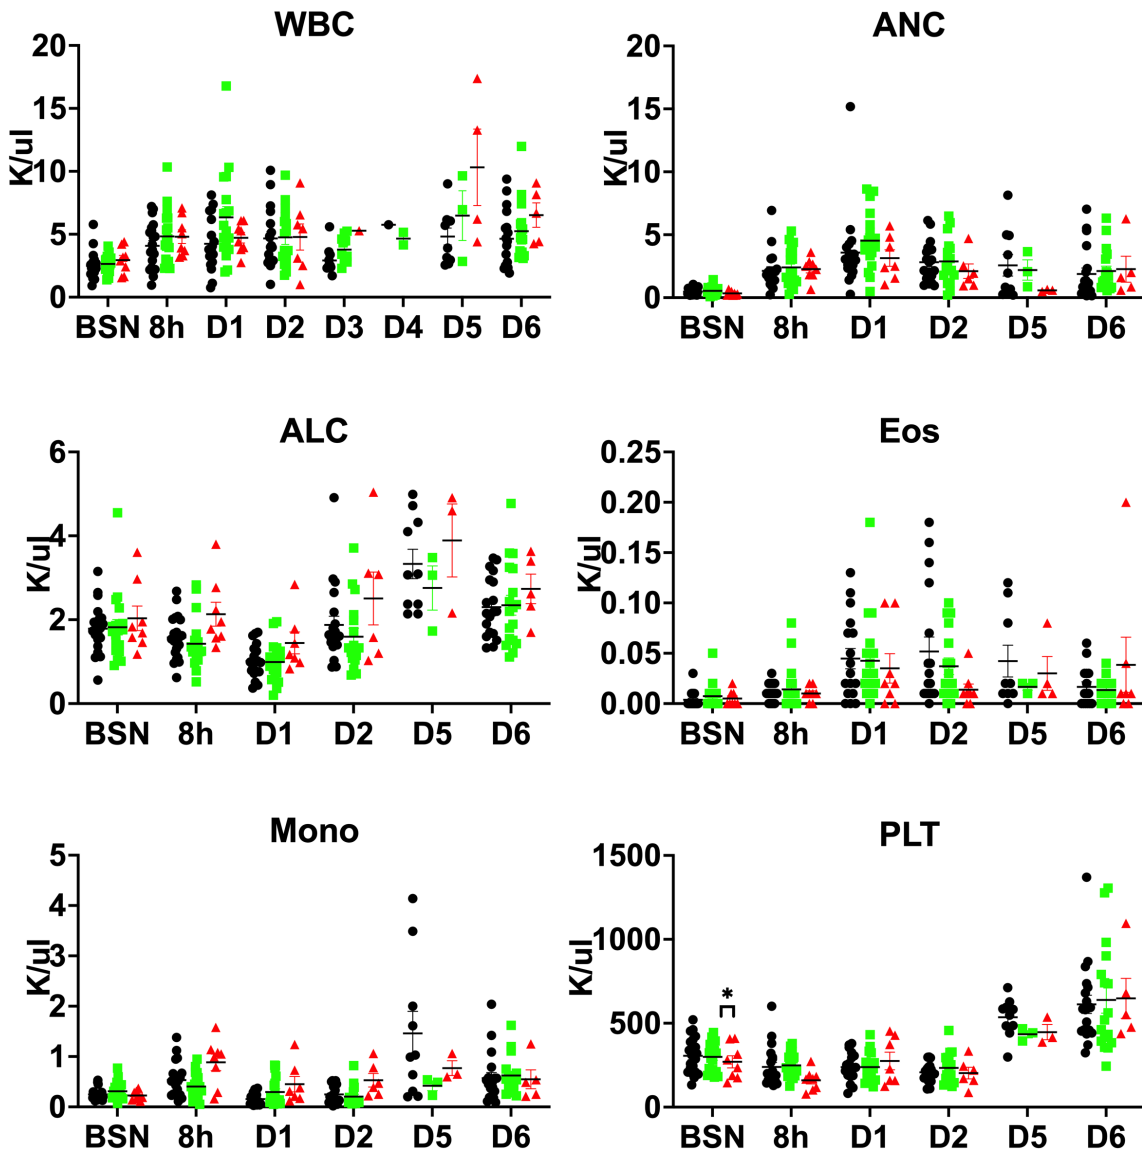 WBC
20
15
10
5
0
K/ul
BSN 8h D1 D2 D3 D4 D5 D6
ANC
20
15
10
5
0
K/ul
BSN 8h D1 D2 D5 D6
ALC
6
4
2
0
K/ul
BSN 8h D1 D2 D5 D6
Eos
0.25
0.20
0.15
0.10
0.05
0.00
K/ul
BSN 8h D1 D2 D5 D6
Mono
5
4
3
2
1
0
K/ul
BSN 8h D1 D2 D5 D6
PLT
1500
1000
500
0
K/ul
*
BSN 8h D1 D2 D5 D6